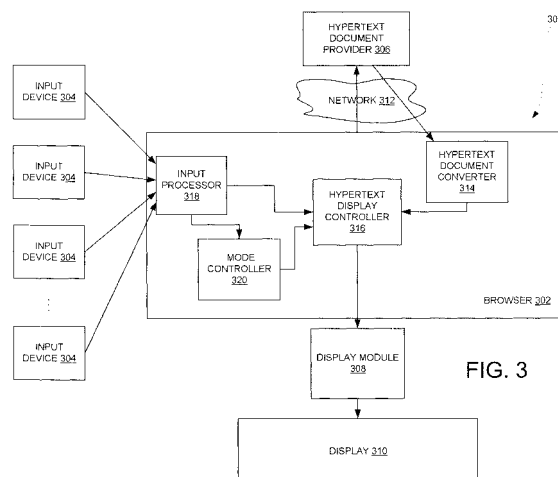 HYPERTEXT
DOCUMENT
PROVIDER 306
30
INPUT
DEVICE 304
NETWORK 312
INPUT
DEVICE 304
INPUT
PROCESSOR
318
HYPERTEXT
DOCUMENT
CONVERTER
314
HYPERTEXT
DISPLAY
CONTROLLER
316
INPUT
DEVICE 304
MODE
CONTROLLER
320
BROWSER 302
INPUT
DEVICE 304
DISPLAY MODULE
308
FIG. 3
DISPLAY 310